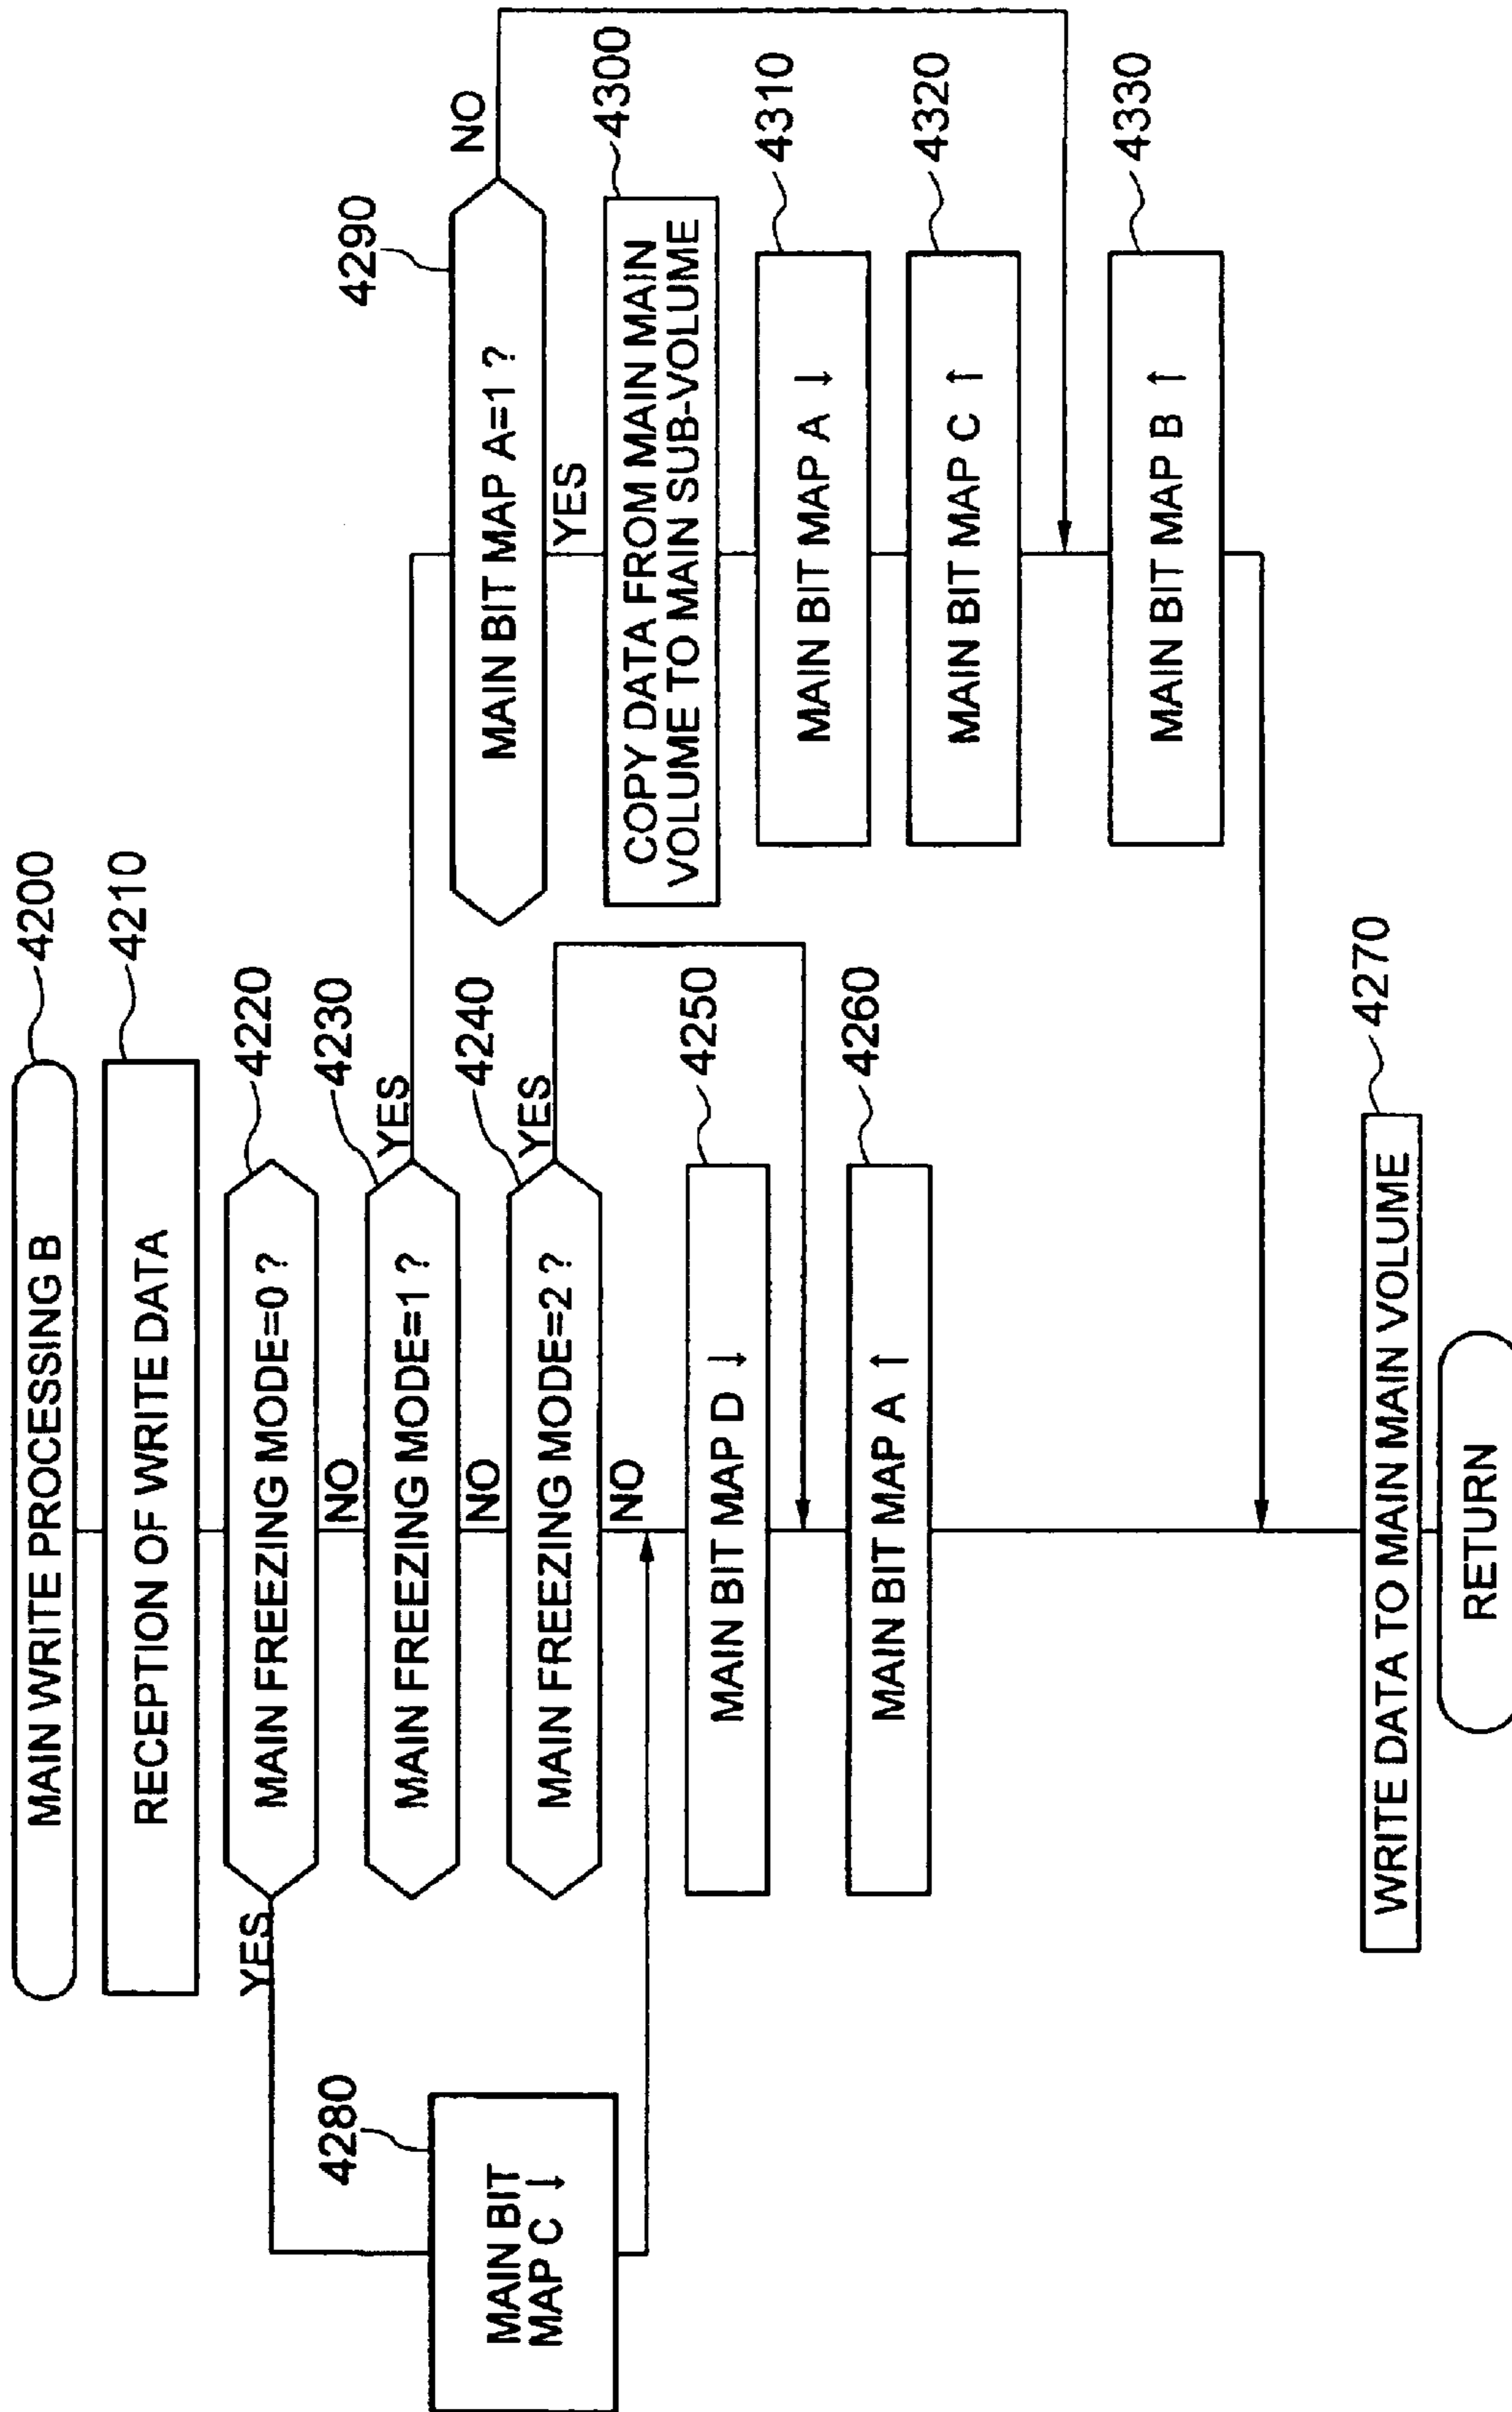 MAIN WRITE PROCESSING B
4200
RECEPTION OF WRITE DATA
4210
MAIN FREEZING MODE=0 ?
4220
YES
NO
MAIN FREEZING MODE=1 ?
4230
YES
NO
MAIN FREEZING MODE=2 ?
4240
YES
NO
4280
MAIN BIT
MAP C ↓
MAIN BIT MAP D ↓
4250
MAIN BIT MAP A ↑
4260
4290
MAIN BIT MAP A=1 ?
NO
YES
COPY DATA FROM MAIN MAIN
VOLUME TO MAIN SUB-VOLUME
4300
MAIN BIT MAP A ↓
4310
MAIN BIT MAP C ↑
4320
MAIN BIT MAP B ↑
4330
WRITE DATA TO MAIN MAIN VOLUME
4270
RETURN